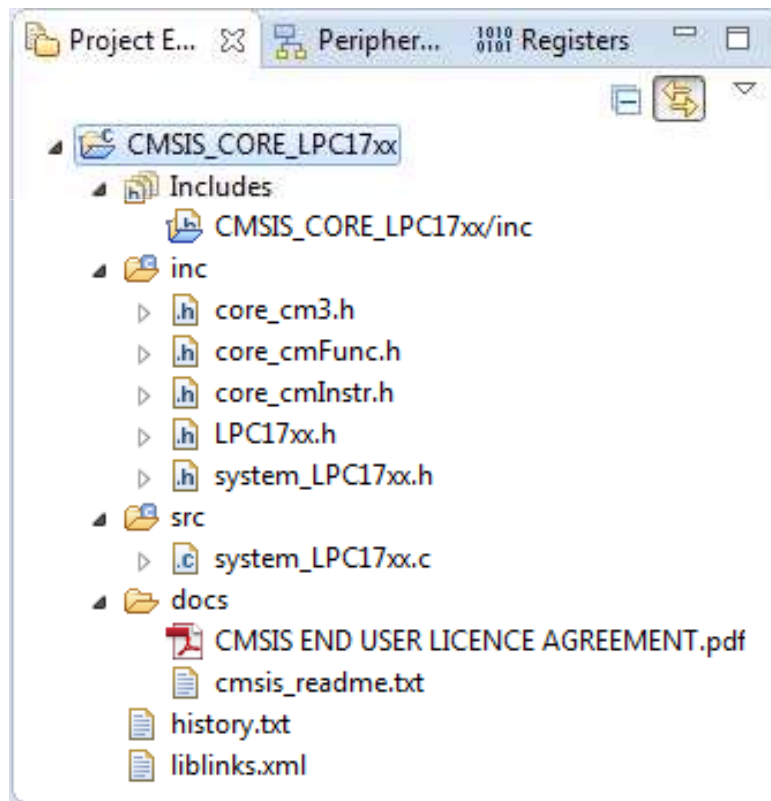 Project E... Peripher... 1010 0101 Registers
CMSIS_CORE_LPC17xx
Includes
CMSIS_CORE_LPC17xx/inc
inc
core_cm3.h
core_cmFunc.h
core_cmInstr.h
LPC17xx.h
system_LPC17xx.h
src
system_LPC17xx.c
docs
CMSIS END USER LICENCE AGREEMENT.pdf
cmsis_readme.txt
history.txt
liblinks.xml